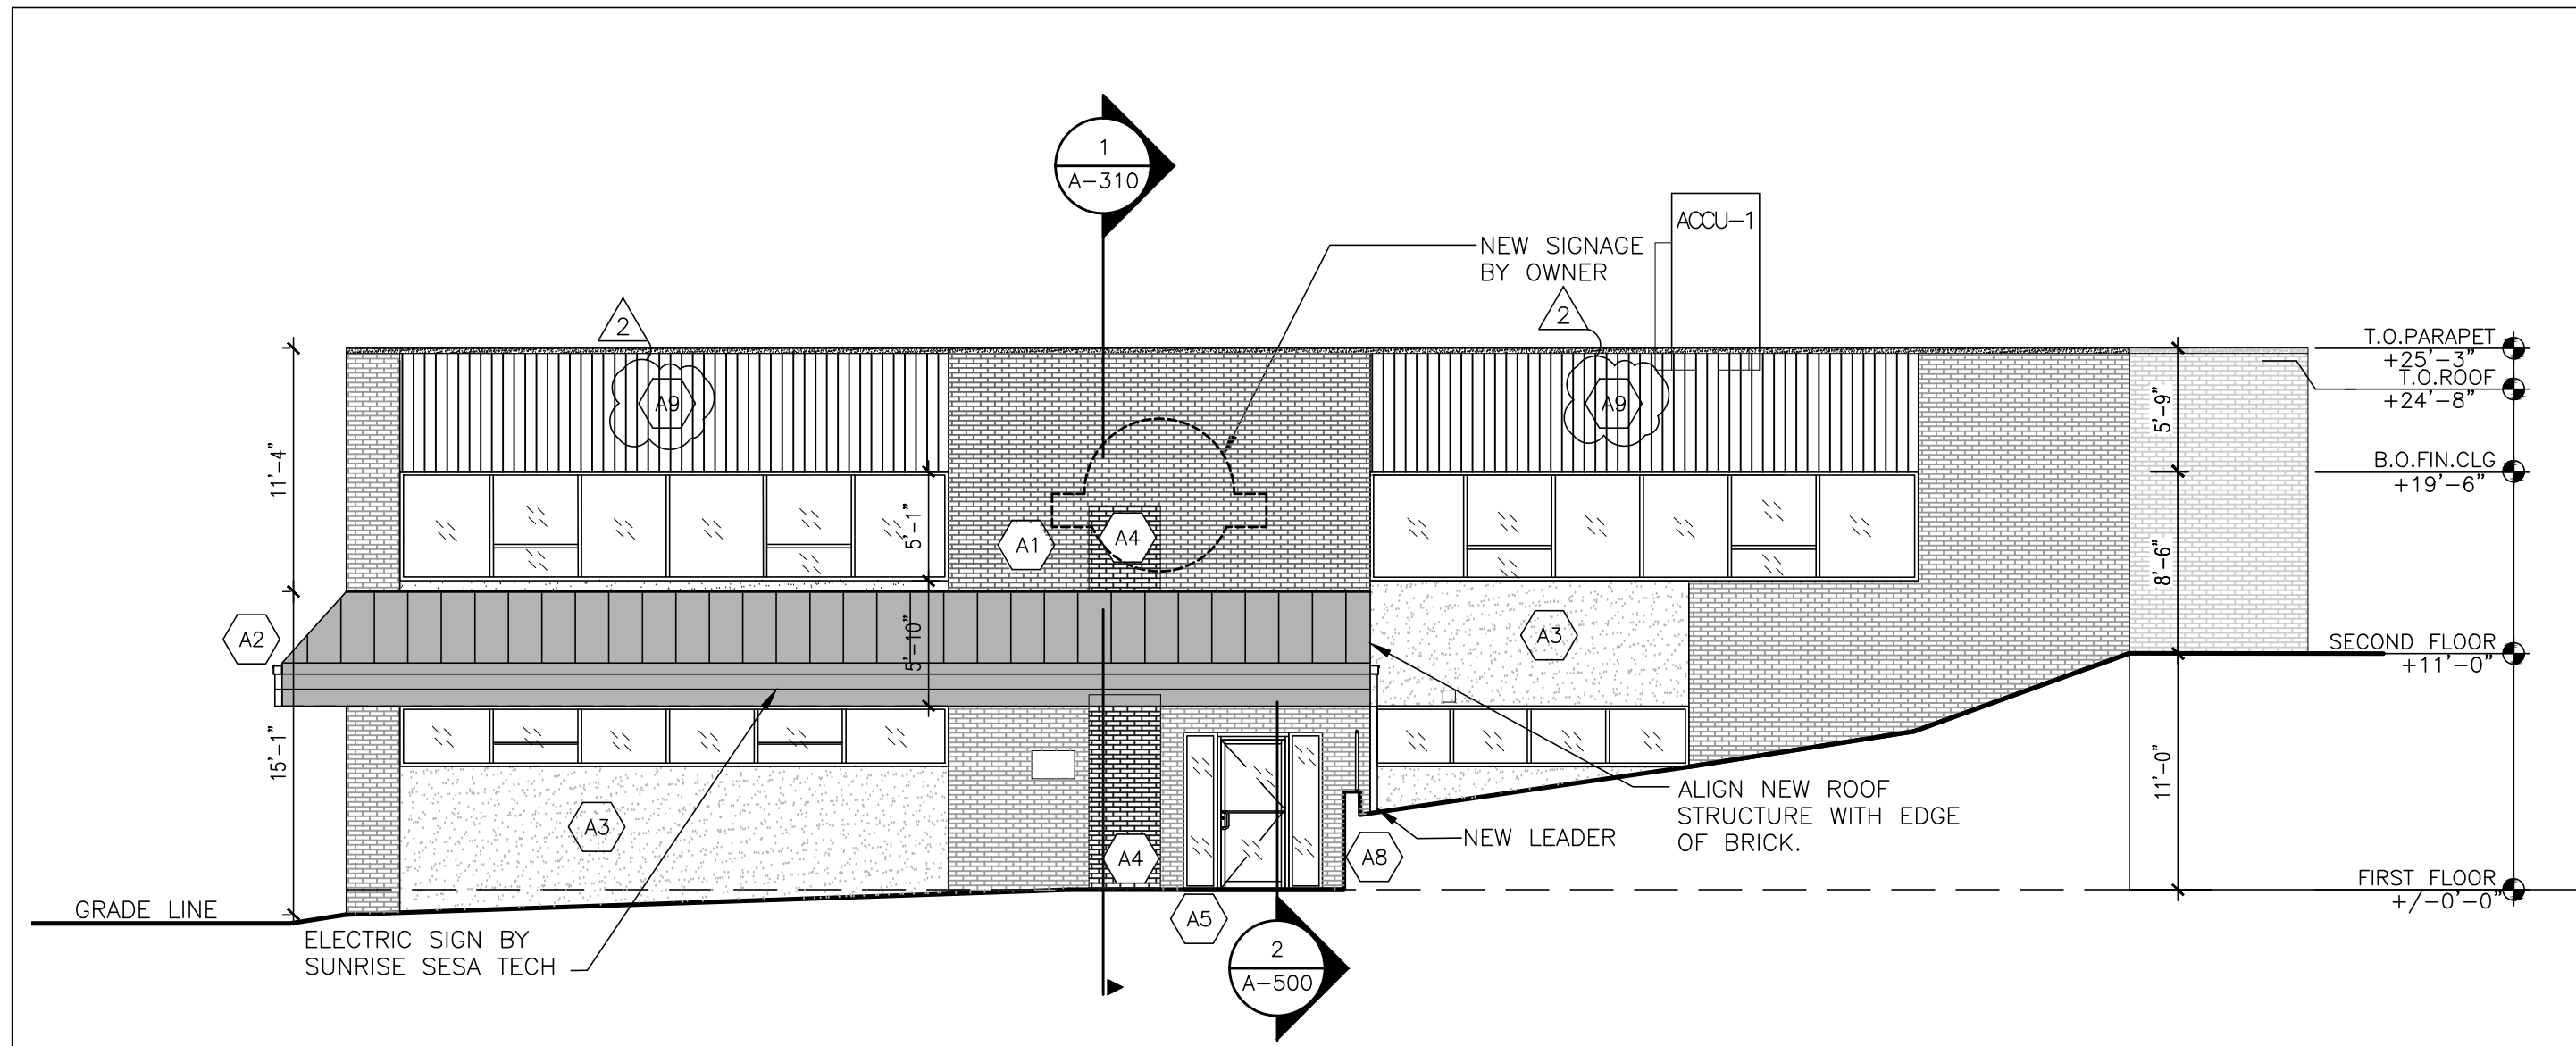 1
A-310
ACCU-1
NEW SIGNAGE
BY OWNER
2
2
T.O.PARAPET
+25'-3"
T.O.ROOF
+24'-8"
A9
A9
5'-9"
11'-4"
B.O.FIN.CLG
+19'-6"
5'-1"
A1
A4
8'-6"
A2
5'-10"
A3
SECOND FLOOR
+11'-0"
15'-1"
11'-0"
ALIGN NEW ROOF
STRUCTURE WITH EDGE
OF BRICK.
A3
NEW LEADER
A4
A8
FIRST FLOOR
+/-0'-0"
GRADE LINE
A5
ELECTRIC SIGN BY
SUNRISE SESA TECH
2
A-500